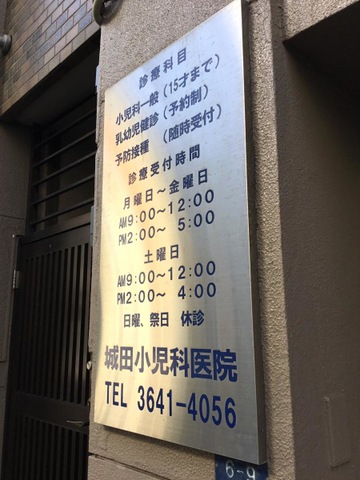 診療科目
小児科一般（15才まで）
乳幼児健診（予約制）
予防接種（随時受付）
診療受付時間
月曜日～金曜日
AM9:00～12:00
PM2:00～ 5:00
土曜日
AM9:00～12:00
PM2:00～ 4:00
日曜、祭日 休診
城田小児科医院
TEL 3641-4056
6-9